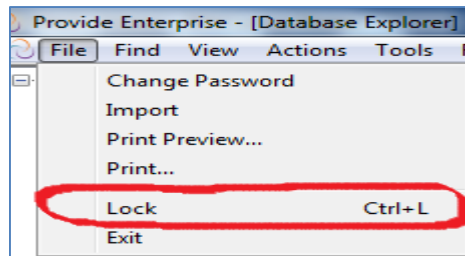 Provide Enterprise - [Database Explorer]
File Find View Actions Tools
Change Password
Import
Print Preview...
Print...
Lock Ctrl+L
Exit